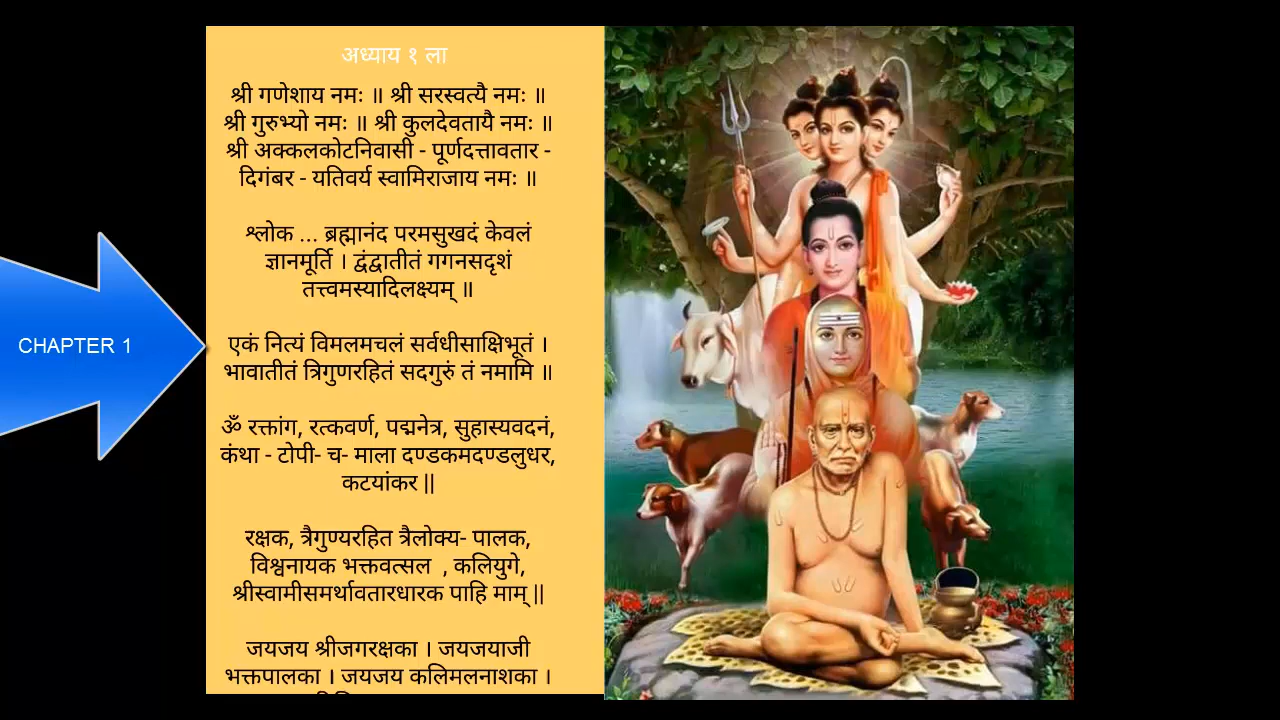 CHAPTER 1
अध्याय १ ला
श्री गणेशाय नमः ॥ श्री सरस्वत्यै नमः ॥
श्री गुरुभ्यो नमः ॥ श्री कुलदेवतायै नमः ॥
श्री अक्कलकोटनिवासी - पूर्णदत्तावतार -
दिगंबर - यतिवर्य स्वामिराजाय नमः ॥
श्लोक ... ब्रह्मानंद परमसुखदं केवलं
ज्ञानमूर्ति । द्वंद्वातीतं गगनसदृशं
तत्त्वमस्यादिलक्ष्यम् ॥
एकं नित्यं विमलमचलं सर्वधीसाक्षिभूतं ।
भावातीतं त्रिगुणरहितं सदगुरुं तं नमामि ॥
ॐ रक्तांग, रत्कवर्ण, पद्मनेत्र, सुहास्यवदनं,
कंथा - टोपी- च- माला दण्डकमदण्डलुधर,
कटयांकर ||
रक्षक, त्रैगुण्यरहित त्रैलोक्य- पालक,
विश्वनायक भक्तवत्सल , कलियुगे,
श्रीस्वामीसमर्थावतारधारक पाहि माम् ||
जयजय श्रीजगरक्षका । जयजयाजी
भक्तपालका । जयजय कलिमलनाशका ।